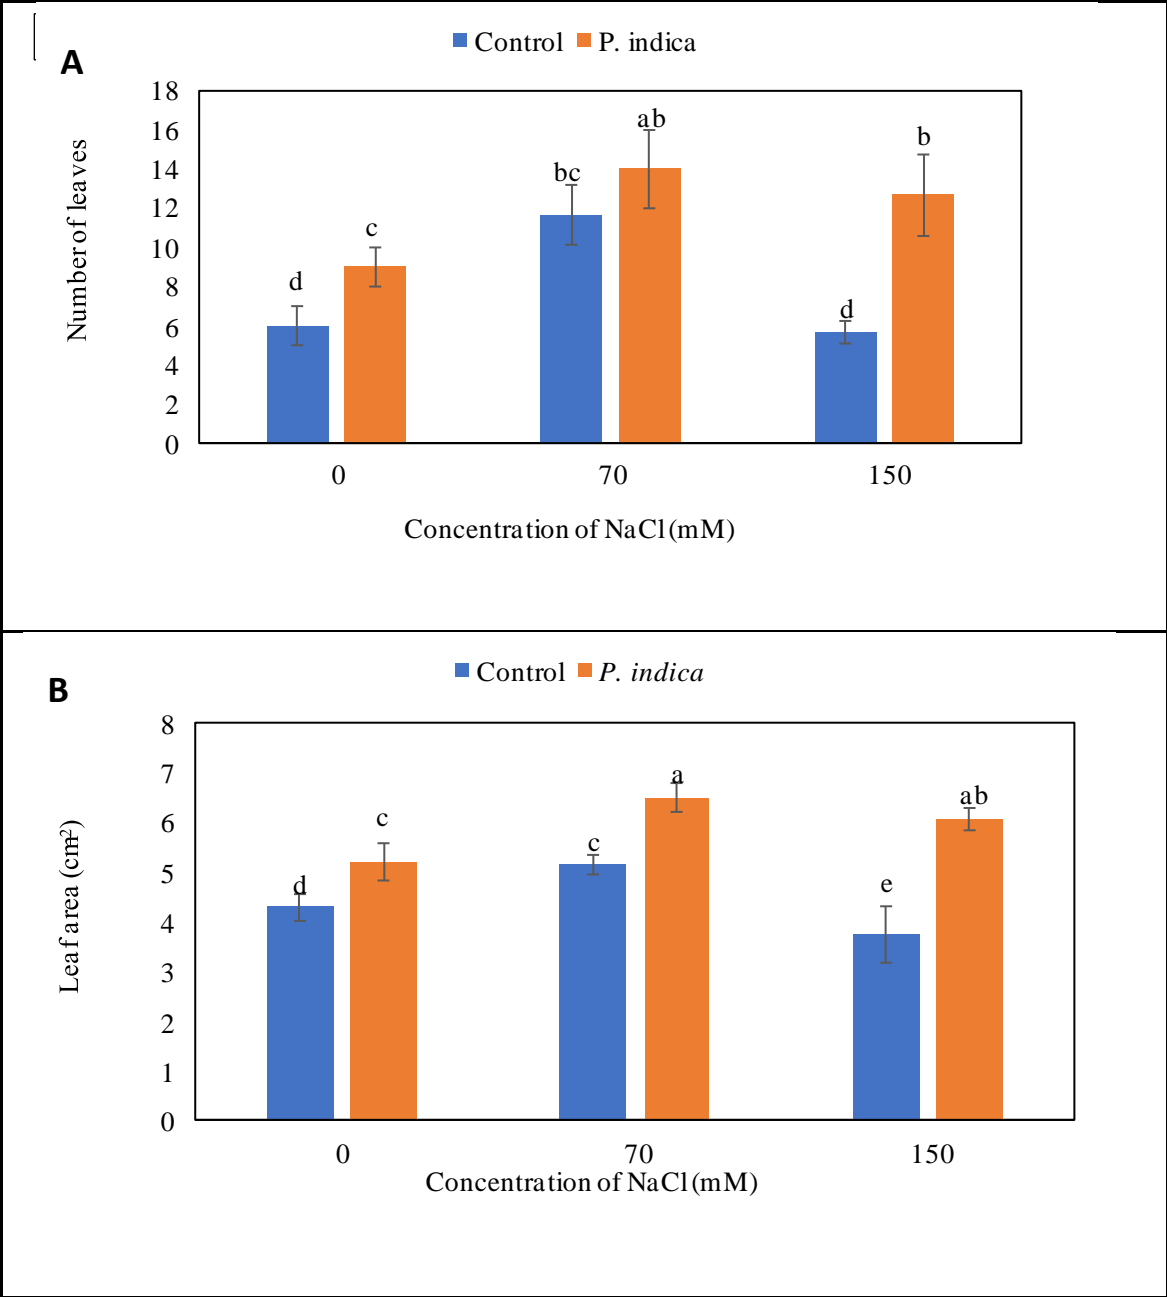 A
Control P. indica
18
16
14
12
10
8
6
4
2
0
Number of leaves
d
c
bc
ab
d
b
0 70 150
Concentration of NaCl (mM)
B
Control P. indica
8
7
6
5
4
3
2
1
0
Leaf area (cm²)
d
c
c
a
e
ab
0 70 150
Concentration of NaCl (mM)